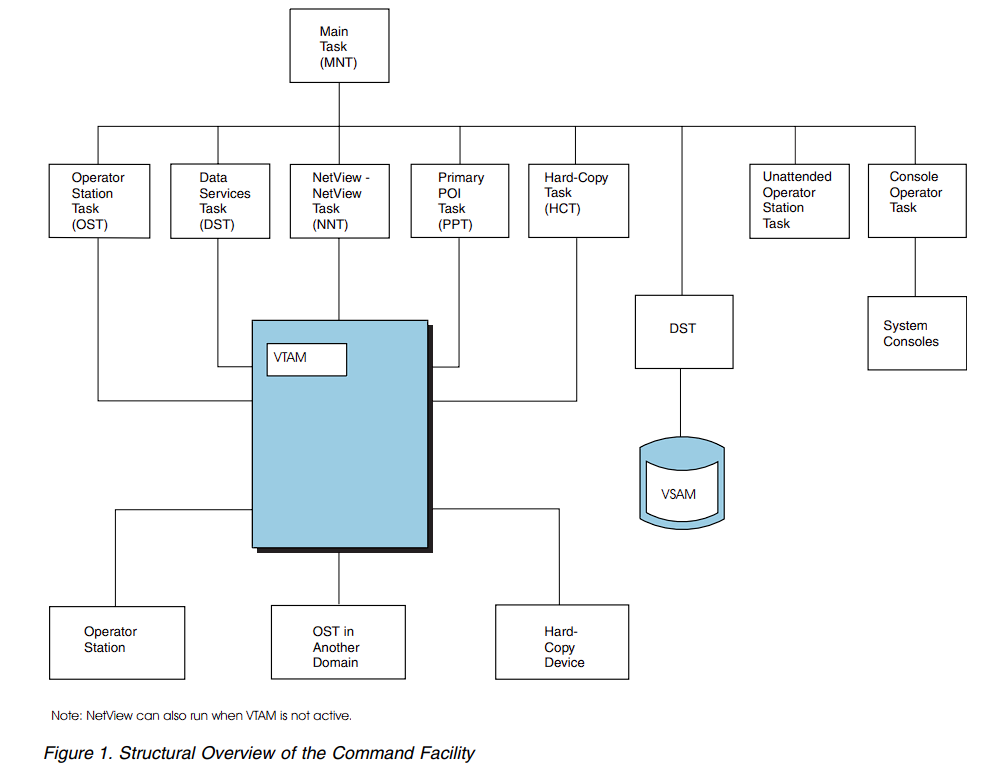 Main
Task
(MNT)
Operator
Station
Task
(OST)
Data
Services
Task
(DST)
NetView -
NetView
Task
(NNT)
Primary
POI
Task
(PPT)
Hard-Copy
Task
(HCT)
Unattended
Operator
Station
Task
Console
Operator
Task
DST
System
Consoles
VTAM
VSAM
Operator
Station
OST in
Another
Domain
Hard-
Copy
Device
Note: NetView can also run when VTAM is not active.
Figure 1. Structural Overview of the Command Facility